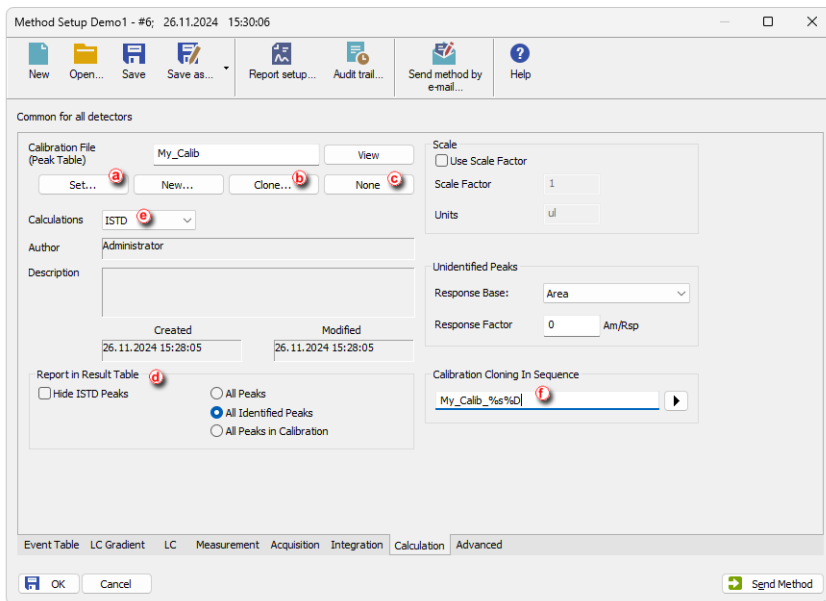 Method Setup Demo1 - #6; 26.11.2024 15:30:06
New Open... Save Save as... Report setup... Audit trail... Send method by e-mail... Help
Common for all detectors
Calibration File
(Peak Table)
My_Calib View
Set... a New... Clone... b None c
Calculations ISTD e
Author Administrator
Description
Created Modified
26.11.2024 15:28:05 26.11.2024 15:28:05
Report in Result Table d
Hide ISTD Peaks All Peaks
All Identified Peaks
All Peaks in Calibration
Scale
Use Scale Factor
Scale Factor 1
Units ul
Unidentified Peaks
Response Base: Area
Response Factor 0 Am/Rsp
Calibration Cloning In Sequence
My_Calib_%s%D f
Event Table LC Gradient LC Measurement Acquisition Integration Calculation Advanced
OK Cancel Send Method